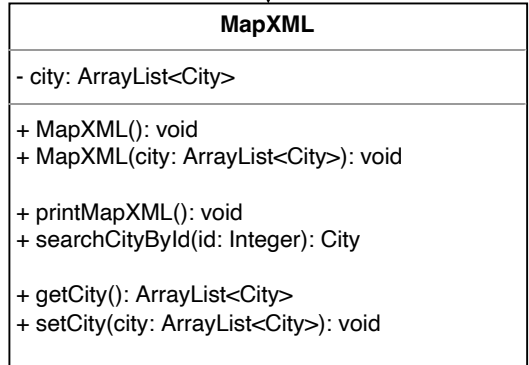 MapXML
- city: ArrayList<City>
+ MapXML(): void
+ MapXML(city: ArrayList<City>): void
+ printMapXML(): void
+ searchCityById(id: Integer): City
+ getCity(): ArrayList<City>
+ setCity(city: ArrayList<City>): void